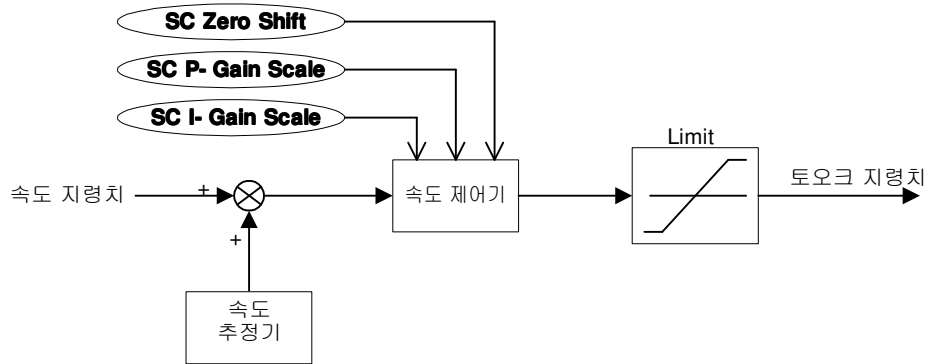 SC Zero Shift
SC P- Gain Scale
SC I- Gain Scale
Limit
속도 지령치
+
속도 제어기
토오크 지령치
+
속도
추정기